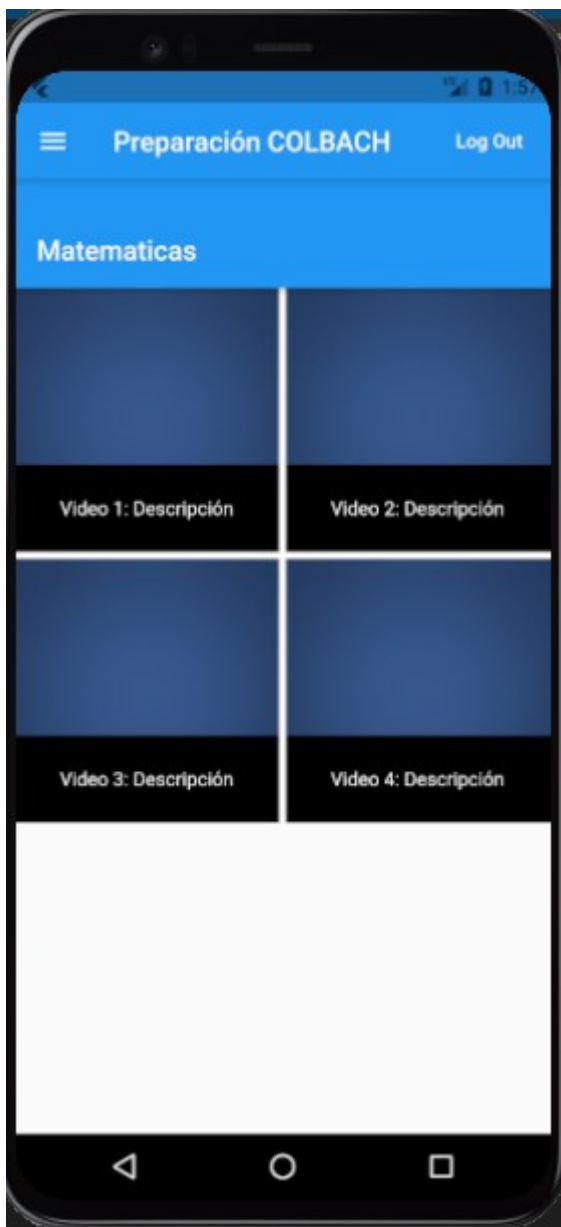 LTE 1:57
Preparación COLBACH Log Out
Matematicas
Video 1: Descripción Video 2: Descripción
Video 3: Descripción Video 4: Descripción